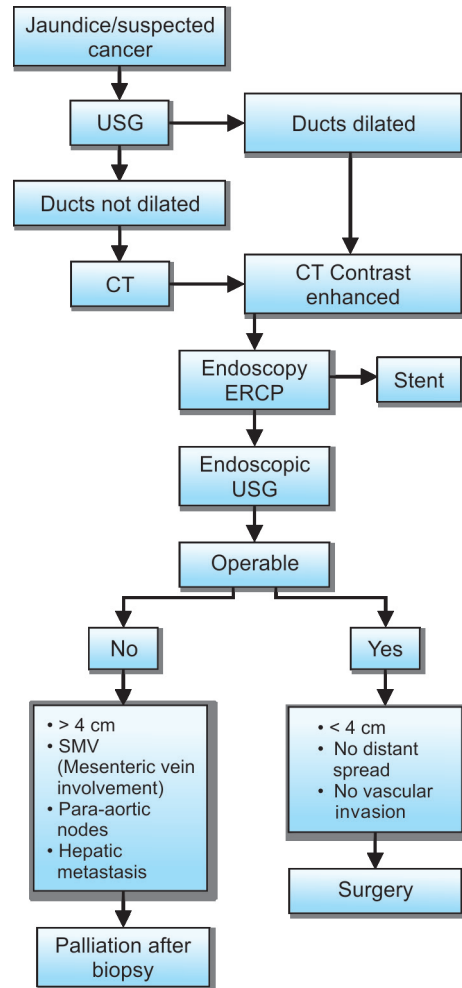 Jaundice/suspected
cancer
USG
Ducts dilated
Ducts not dilated
CT
CT Contrast
enhanced
Endoscopy
ERCP
Stent
Endoscopic
USG
Operable
No
Yes
• > 4 cm
• SMV
(Mesenteric vein
involvement)
• Para-aortic
nodes
• Hepatic
metastasis
• < 4 cm
• No distant
spread
• No vascular
invasion
Palliation after
biopsy
Surgery